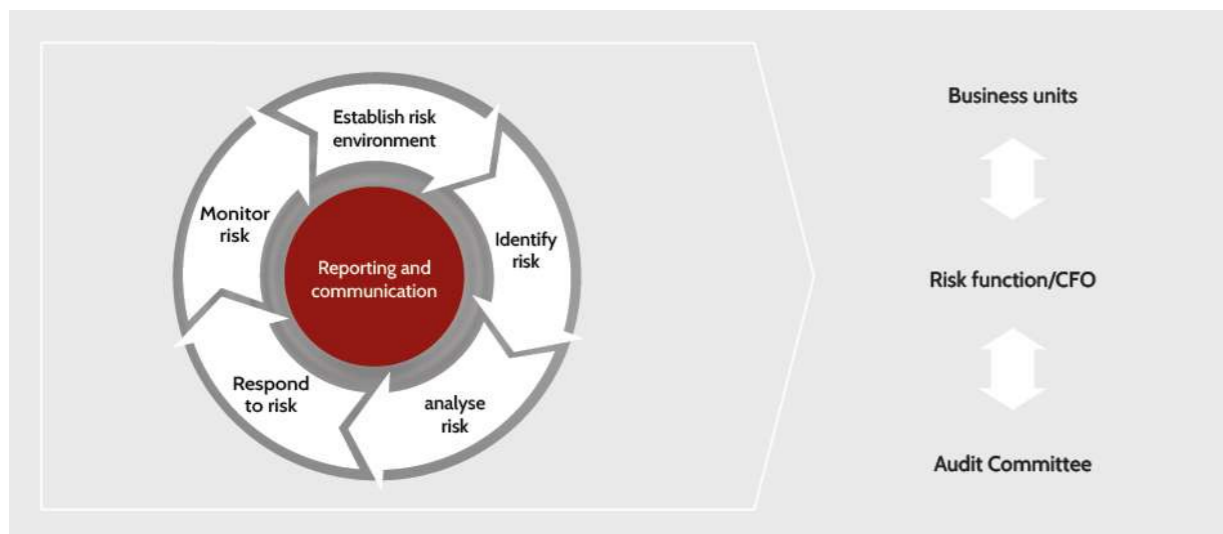 Establish risk
environment
Identify
risk
analyse
risk
Respond
to risk
Monitor
risk
Reporting and
communication
Business units
Risk function/CFO
Audit Committee